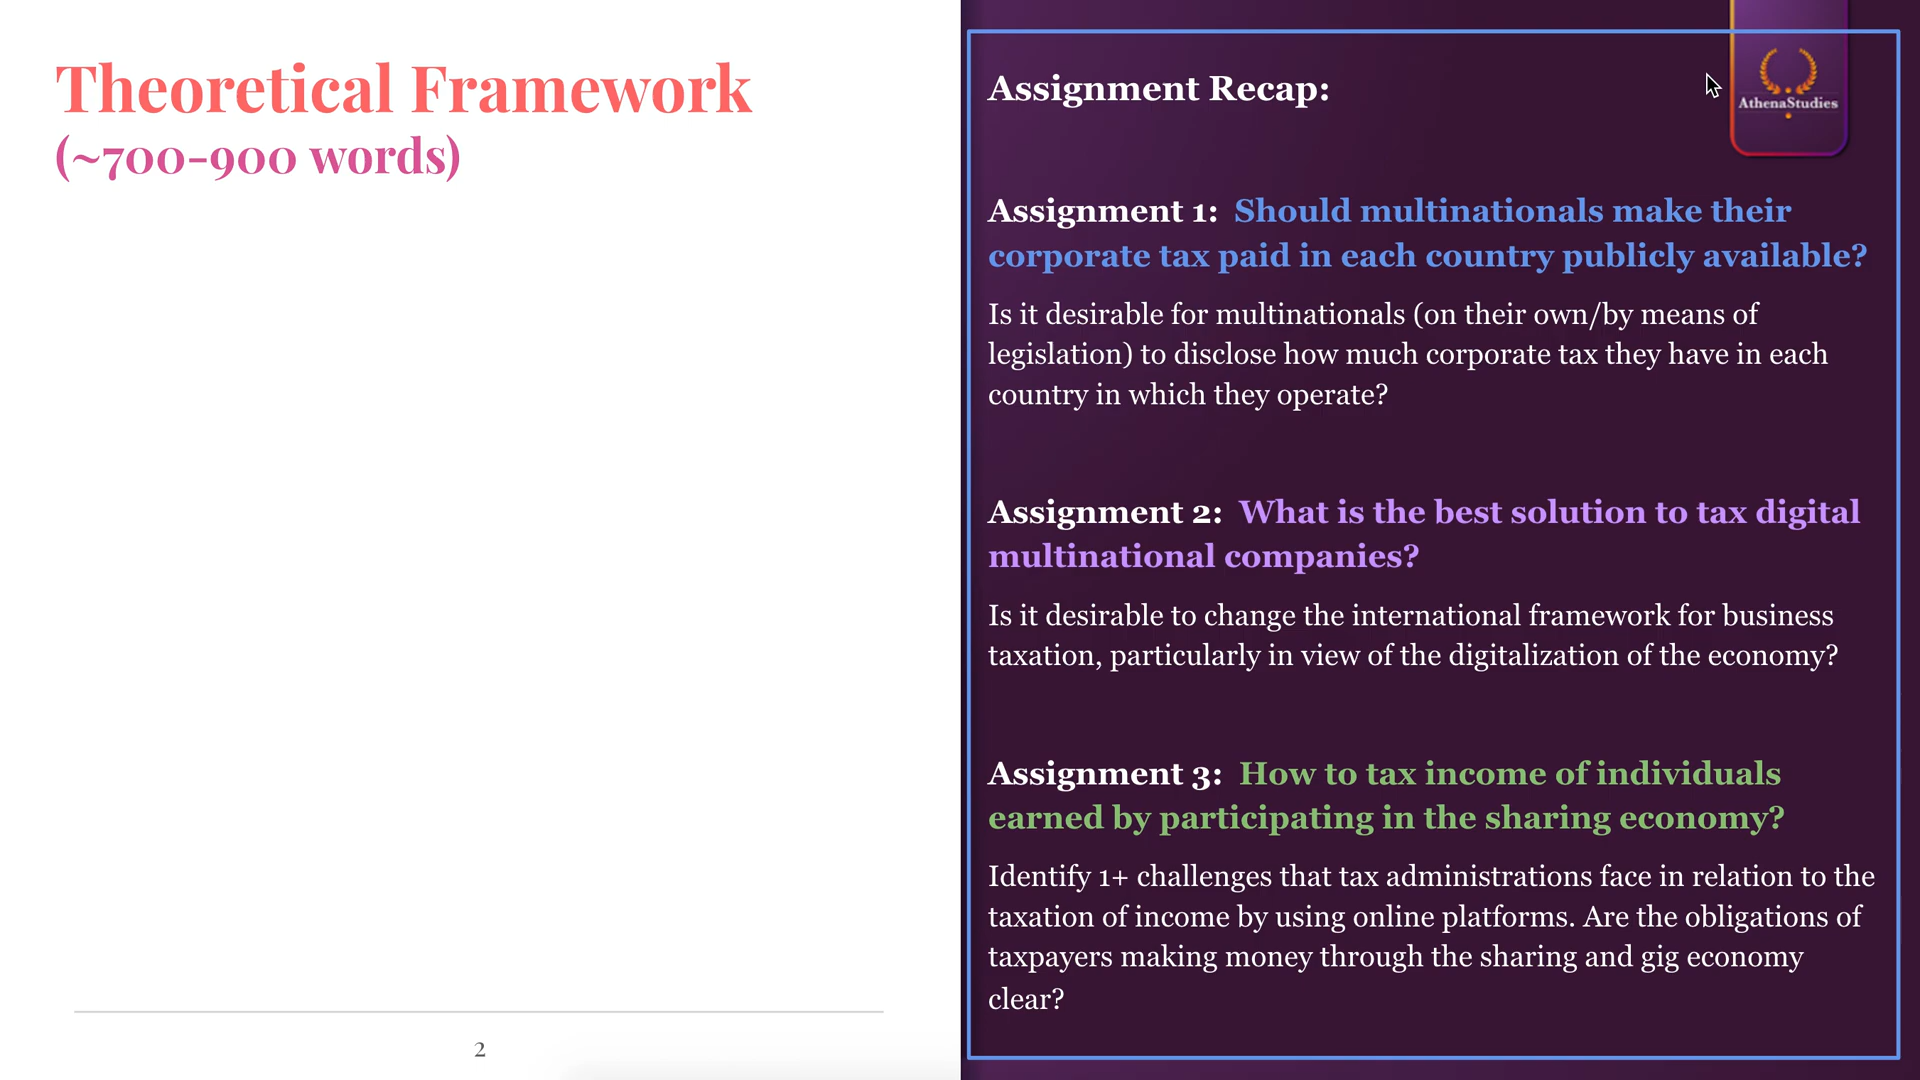 Theoretical Framework
(~700-900 words)
2
Assignment Recap:
AthenaStudies
Assignment 1: Should multinationals make their
corporate tax paid in each country publicly available?
Is it desirable for multinationals (on their own/by means of
legislation) to disclose how much corporate tax they have in each
country in which they operate?
Assignment 2: What is the best solution to tax digital
multinational companies?
Is it desirable to change the international framework for business
taxation, particularly in view of the digitalization of the economy?
Assignment 3: How to tax income of individuals
earned by participating in the sharing economy?
Identify 1+ challenges that tax administrations face in relation to the
taxation of income by using online platforms. Are the obligations of
taxpayers making money through the sharing and gig economy
clear?